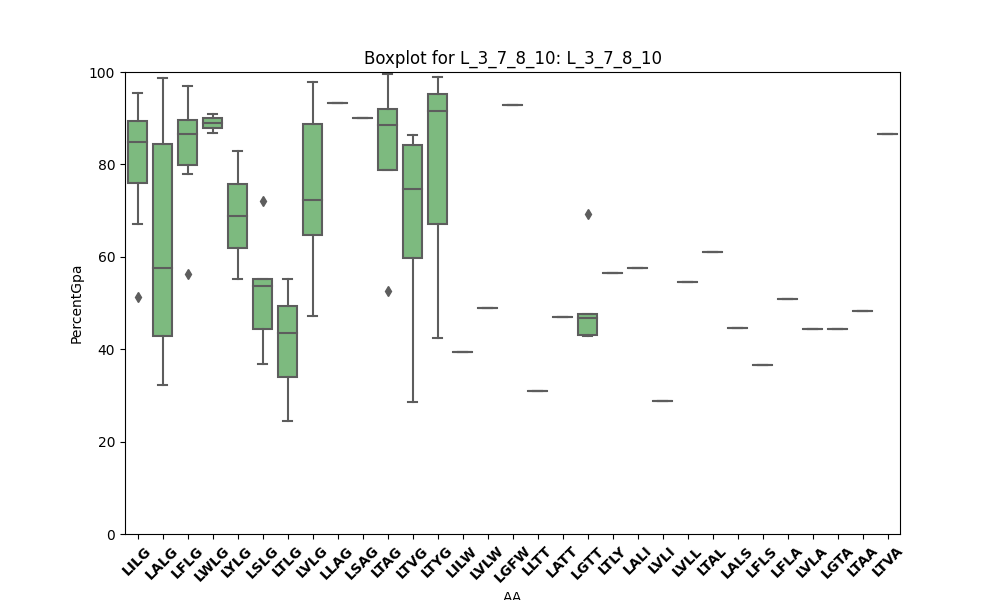 Boxplot for L_3_7_8_10: L_3_7_8_10
PercentGpa
100
80
60
40
20
0
LILG LALG LFLG LWLG LYLG LSLG LTLG LVLG LLAG LSAG LTAG LTVG LTYG LILW LVLW LGFW LLTT LATT LGTT LTLY LALI LVLI LVLL LTAL LALS LFLS LFLA LVLA LGTA LTAA LTVA
AA